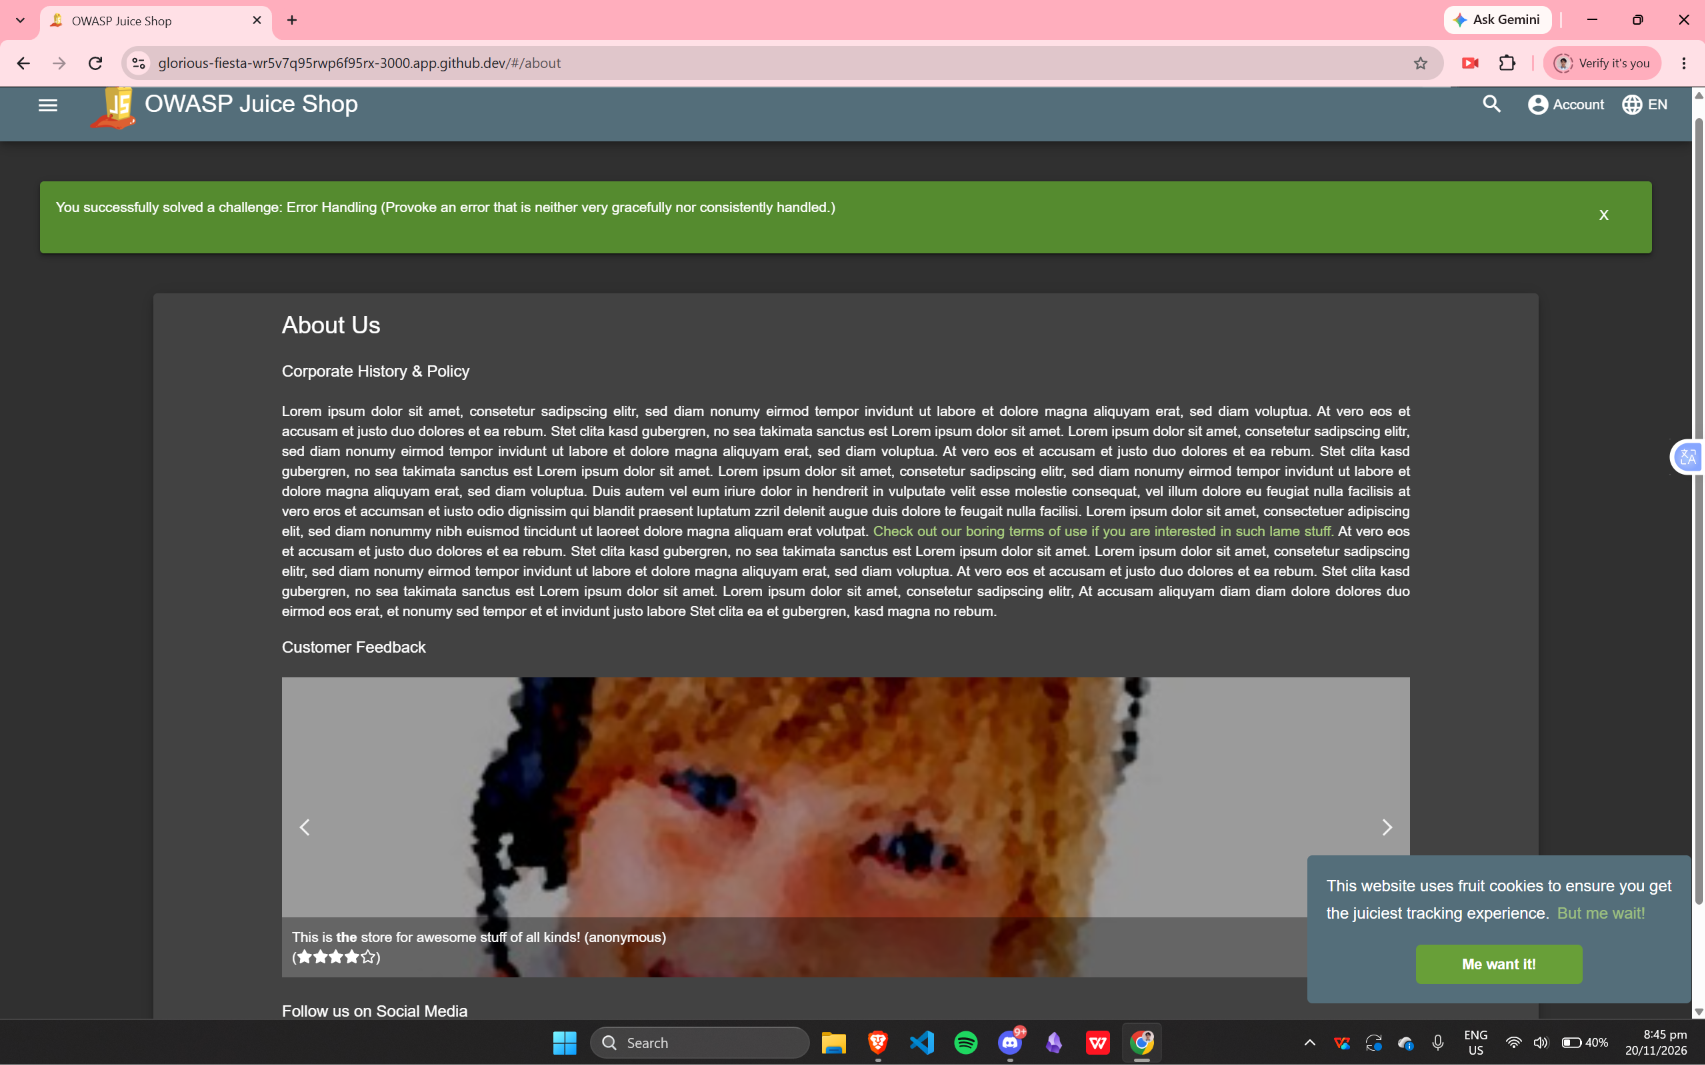 OWASP Juice Shop
Ask Gemini
glorious-fiesta-wr5v7q95rwp6f95rx-3000.app.github.dev/#/about
Verify it's you
JS
OWASP Juice Shop
Account
EN
You successfully solved a challenge: Error Handling (Provoke an error that is neither very gracefully nor consistently handled.)
X
About Us
Corporate History & Policy
Lorem ipsum dolor sit amet, consetetur sadipscing elitr, sed diam nonumy eirmod tempor invidunt ut labore et dolore magna aliquyam erat, sed diam voluptua. At vero eos et
accusam et justo duo dolores et ea rebum. Stet clita kasd gubergren, no sea takimata sanctus est Lorem ipsum dolor sit amet. Lorem ipsum dolor sit amet, consetetur sadipscing elitr,
sed diam nonumy eirmod tempor invidunt ut labore et dolore magna aliquyam erat, sed diam voluptua. At vero eos et accusam et justo duo dolores et ea rebum. Stet clita kasd
gubergren, no sea takimata sanctus est Lorem ipsum dolor sit amet. Lorem ipsum dolor sit amet, consetetur sadipscing elitr, sed diam nonumy eirmod tempor invidunt ut labore et
dolore magna aliquyam erat, sed diam voluptua. Duis autem vel eum iriure dolor in hendrerit in vulputate velit esse molestie consequat, vel illum dolore eu feugiat nulla facilisis at
vero eros et accumsan et iusto odio dignissim qui blandit praesent luptatum zzril delenit augue duis dolore te feugait nulla facilisi. Lorem ipsum dolor sit amet, consectetuer adipiscing
elit, sed diam nonummy nibh euismod tincidunt ut laoreet dolore magna aliquam erat volutpat. Check out our boring terms of use if you are interested in such lame stuff. At vero eos
et accusam et justo duo dolores et ea rebum. Stet clita kasd gubergren, no sea takimata sanctus est Lorem ipsum dolor sit amet. Lorem ipsum dolor sit amet, consetetur sadipscing
elitr, sed diam nonumy eirmod tempor invidunt ut labore et dolore magna aliquyam erat, sed diam voluptua. At vero eos et accusam et justo duo dolores et ea rebum. Stet clita kasd
gubergren, no sea takimata sanctus est Lorem ipsum dolor sit amet. Lorem ipsum dolor sit amet, consetetur sadipscing elitr, At accusam aliquyam diam diam dolore dolores duo
eirmod eos erat, et nonumy sed tempor et et invidunt justo labore Stet clita ea et gubergren, kasd magna no rebum.
Customer Feedback
This is the store for awesome stuff of all kinds! (anonymous)
(★★★★☆)
This website uses fruit cookies to ensure you get
the juiciest tracking experience. But me wait!
Me want it!
Follow us on Social Media
Search
9+
ENG
US
40%
8:45 pm
20/11/2026